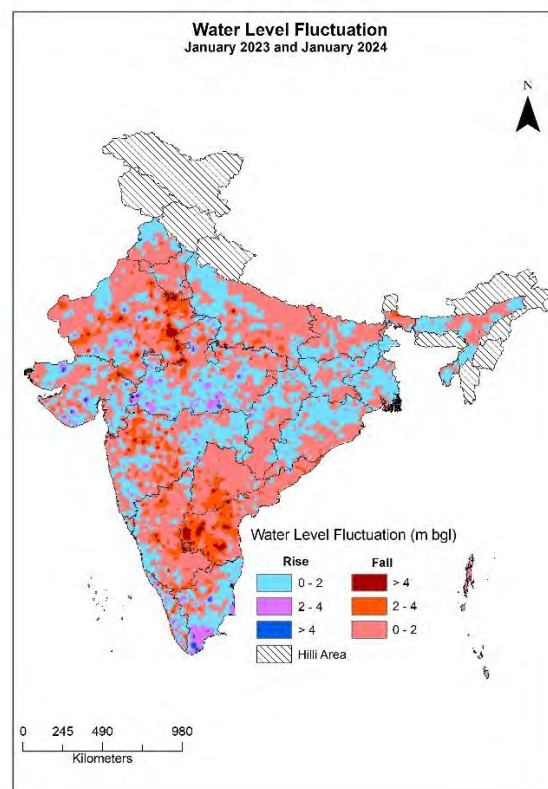 Water Level Fluctuation
January 2023 and January 2024
N
Water Level Fluctuation (m bgl)
Rise Fall
0 - 2 > 4
2 - 4 2 - 4
> 4 0 - 2
Hilli Area
0 245 490 980
Kilometers